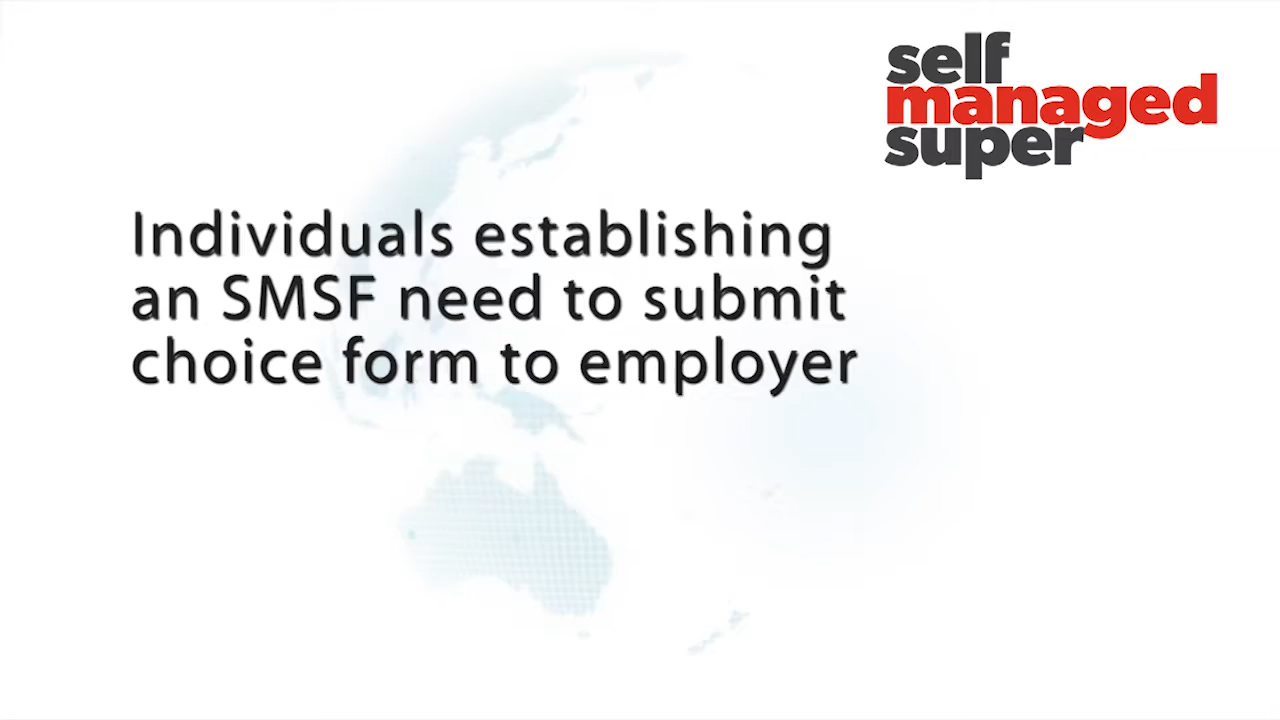 self
managed
super
Individuals establishing
an SMSF need to submit
choice form to employer